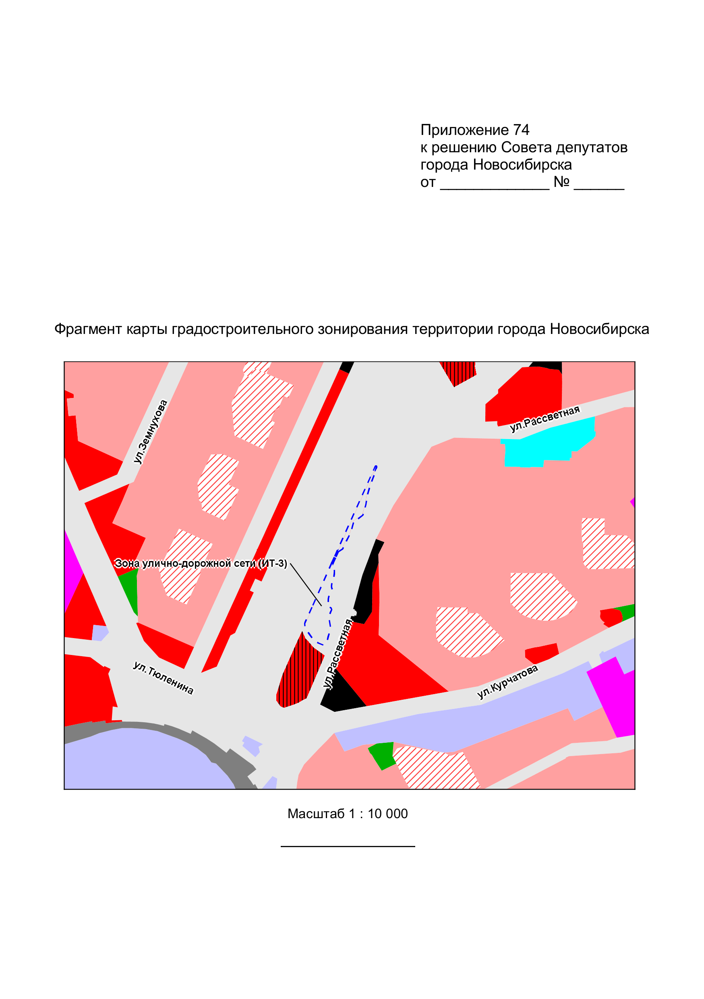 Приложение 74
к решению Совета депутатов
города Новосибирска
от _____________ № ______
Фрагмент карты градостроительного зонирования территории города Новосибирска
ул.Земнухова
ул.Рассветная
Зона улично-дорожной сети (ИТ-3)
ул.Рассветная
ул.Тюленина
ул.Курчатова
Масштаб 1 : 10 000